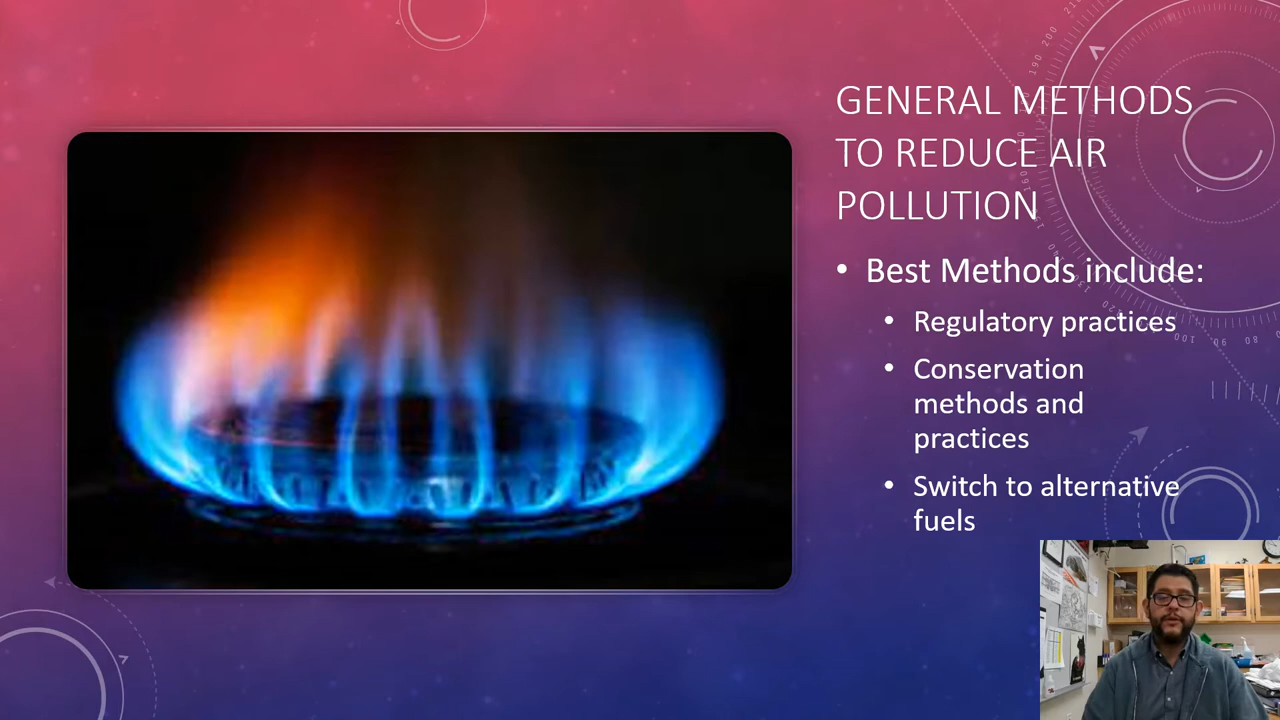 GENERAL METHODS
TO REDUCE AIR
POLLUTION
• Best Methods include:
• Regulatory practices
• Conservation
methods and
practices
• Switch to alternative
fuels